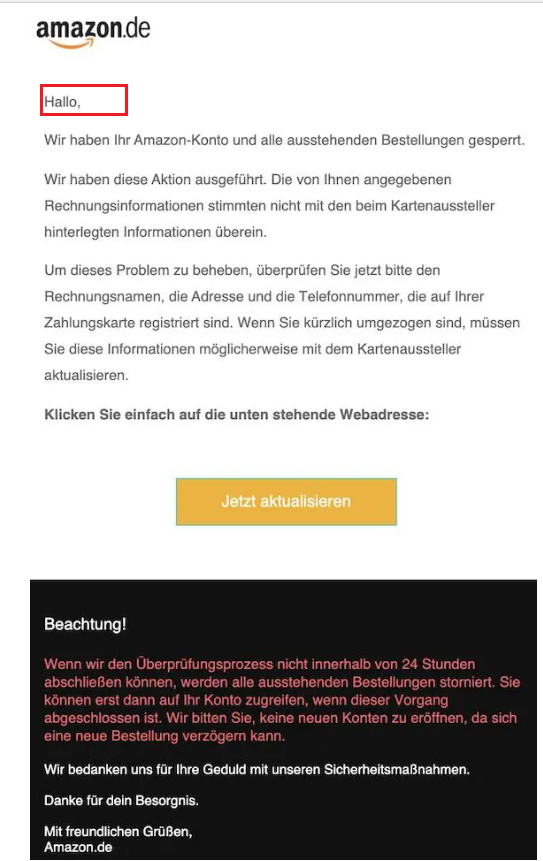 amazon.de
Hallo,
Wir haben Ihr Amazon-Konto und alle ausstehenden Bestellungen gesperrt.
Wir haben diese Aktion ausgeführt. Die von Ihnen angegebenen
Rechnungsinformationen stimmten nicht mit den beim Kartenaussteller
hinterlegten Informationen überein.
Um dieses Problem zu beheben, überprüfen Sie jetzt bitte den
Rechnungsnamen, die Adresse und die Telefonnummer, die auf Ihrer
Zahlungskarte registriert sind. Wenn Sie kürzlich umgezogen sind, müssen
Sie diese Informationen möglicherweise mit dem Kartenaussteller
aktualisieren.
Klicken Sie einfach auf die unten stehende Webadresse:
Jetzt aktualisieren
Beachtung!
Wenn wir den Überprüfungsprozess nicht innerhalb von 24 Stunden
abschließen können, werden alle ausstehenden Bestellungen storniert. Sie
können erst dann auf Ihr Konto zugreifen, wenn dieser Vorgang
abgeschlossen ist. Wir bitten Sie, keine neuen Konten zu eröffnen, da sich
eine neue Bestellung verzögern kann.
Wir bedanken uns für Ihre Geduld mit unseren Sicherheitsmaßnahmen.
Danke für dein Besorgnis.
Mit freundlichen Grüßen,
Amazon.de